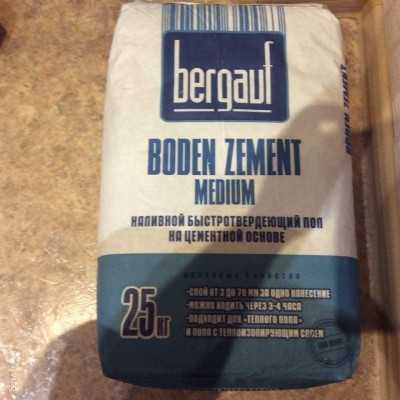 bergauf
BODEN ZEMENT
MEDIUM
НАЛИВНОЙ БЫСТРОТВЕРДЕЮЩИЙ ПОЛ
НА ЦЕМЕНТНОЙ ОСНОВЕ
25КГ
-СЛОЙ ОТ 3 ДО 70 ММ ЗА ОДНО НАНЕСЕНИЕ
-МОЖНО ХОДИТЬ ЧЕРЕЗ 3-4 ЧАСА
-ПОДХОДИТ ДЛЯ «ТЕПЛОГО ПОЛА»
И ПОЛА С ТЕПЛОИЗОЛИРУЮЩИМ СЛОЕМ